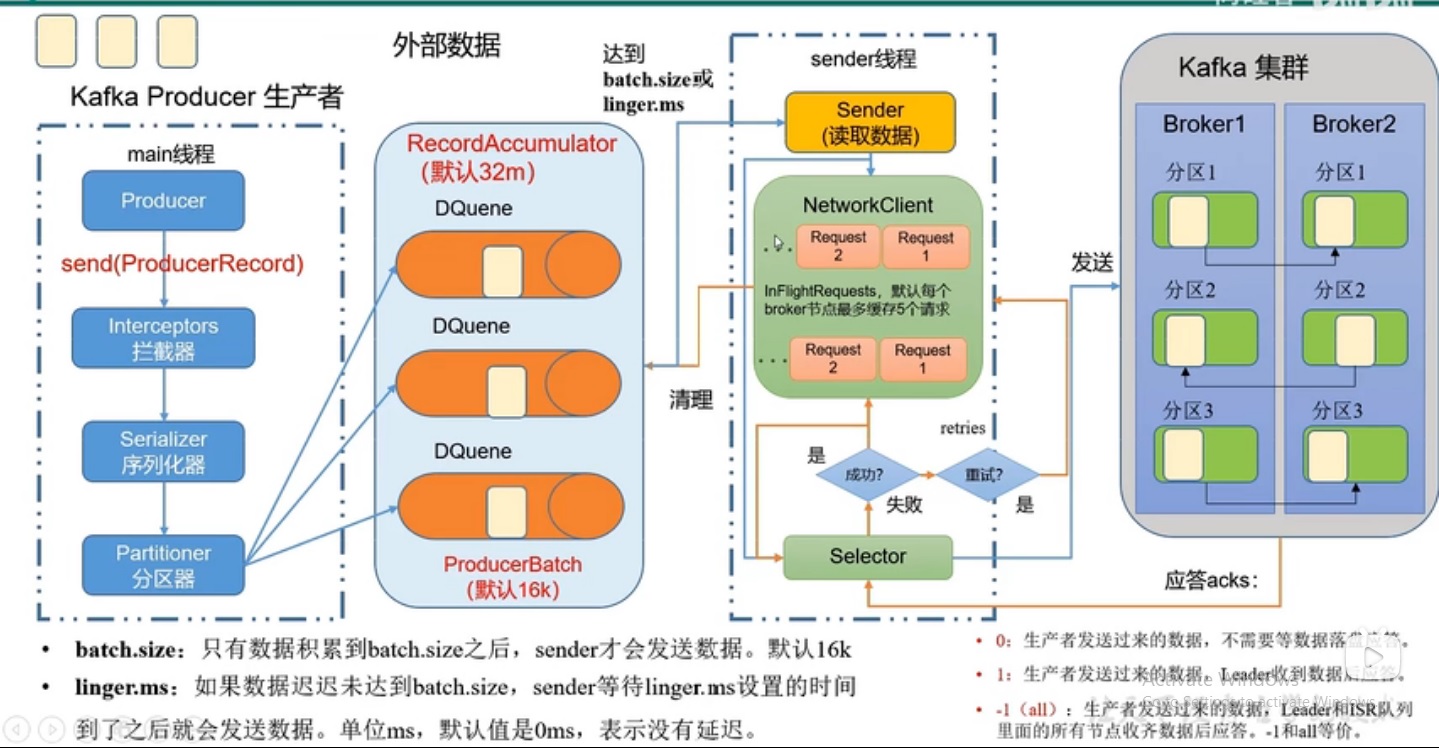 外部数据
Kafka Producer 生产者
main线程
Producer
send(ProducerRecord)
Interceptors
拦截器
Serializer
序列化器
Partitioner
分区器
RecordAccumulator
(默认32m)
DQuene
DQuene
DQuene
ProducerBatch
(默认16k)
达到
batch.size或
linger.ms
清理
sender线程
Sender
(读取数据)
NetworkClient
...
Request
2
Request
1
InFlightRequests，默认每个
broker节点最多缓存5个请求
...
Request
2
Request
1
retries
是
成功?
重试?
失败
是
Selector
发送
Kafka 集群
Broker1
Broker2
分区1
分区1
分区2
分区2
分区3
分区3
应答acks：
• batch.size：只有数据积累到batch.size之后，sender才会发送数据。默认16k
• linger.ms：如果数据迟迟未达到batch.size，sender等待linger.ms设置的时间
到了之后就会发送数据。单位ms，默认值是0ms，表示没有延迟。
• 0：生产者发送过来的数据，不需要等数据落盘应答。
• 1：生产者发送过来的数据，Leader收到数据后应答。
• -1（all）：生产者发送过来的数据，Leader和ISR队列
里面的所有节点收齐数据后应答。-1和all等价。
Activate Windows